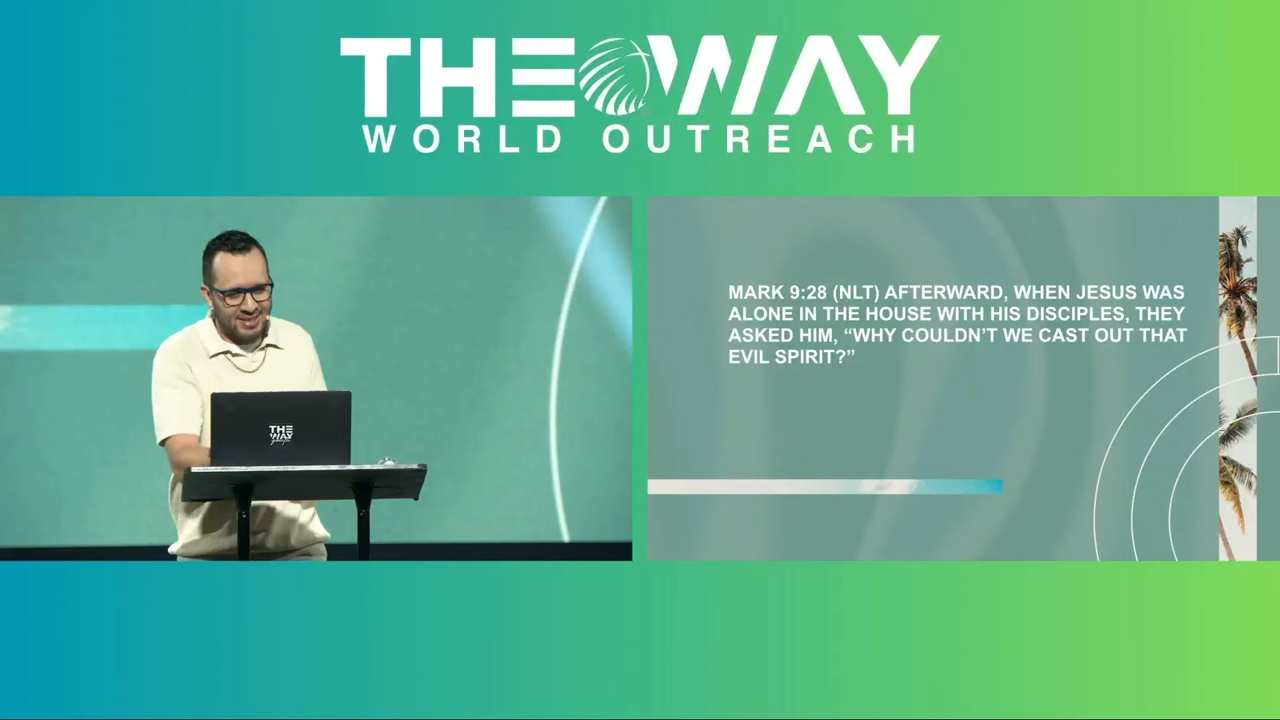 THE WAY
WORLD OUTREACH
THE
WAY
MARK 9:28 (NLT) AFTERWARD, WHEN JESUS WAS
ALONE IN THE HOUSE WITH HIS DISCIPLES, THEY
ASKED HIM, “WHY COULDN’T WE CAST OUT THAT
EVIL SPIRIT?”